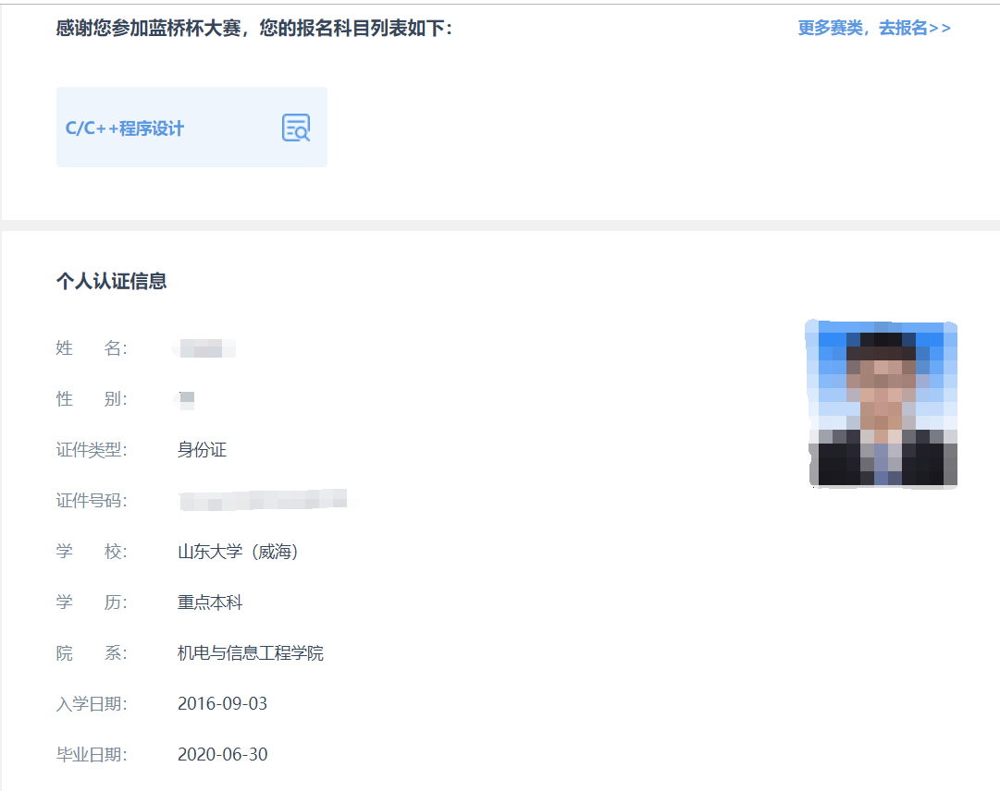 感谢您参加蓝桥杯大赛，您的报名科目列表如下：
更多赛类，去报名>>
C/C++程序设计
个人认证信息
姓 名：
性 别：
证件类型： 身份证
证件号码：
学 校： 山东大学（威海）
学 历： 重点本科
院 系： 机电与信息工程学院
入学日期： 2016-09-03
毕业日期： 2020-06-30